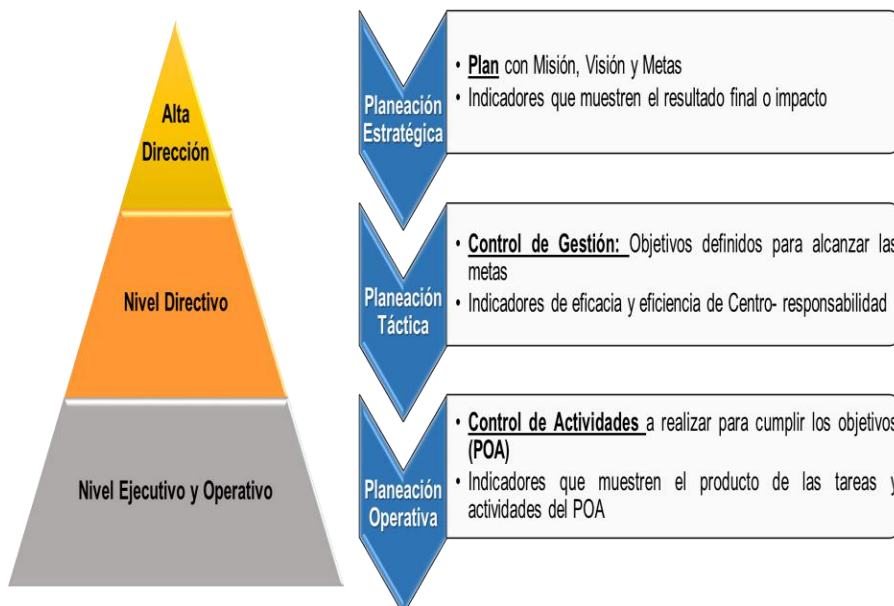 Alta
Dirección
Nivel Directivo
Nivel Ejecutivo y Operativo
Planeación
Estratégica
• Plan con Misión, Visión y Metas
• Indicadores que muestren el resultado final o impacto
Planeación
Táctica
• Control de Gestión: Objetivos definidos para alcanzar las
metas
• Indicadores de eficacia y eficiencia de Centro- responsabilidad
Planeación
Operativa
• Control de Actividades a realizar para cumplir los objetivos
(POA)
• Indicadores que muestren el producto de las tareas y
actividades del POA